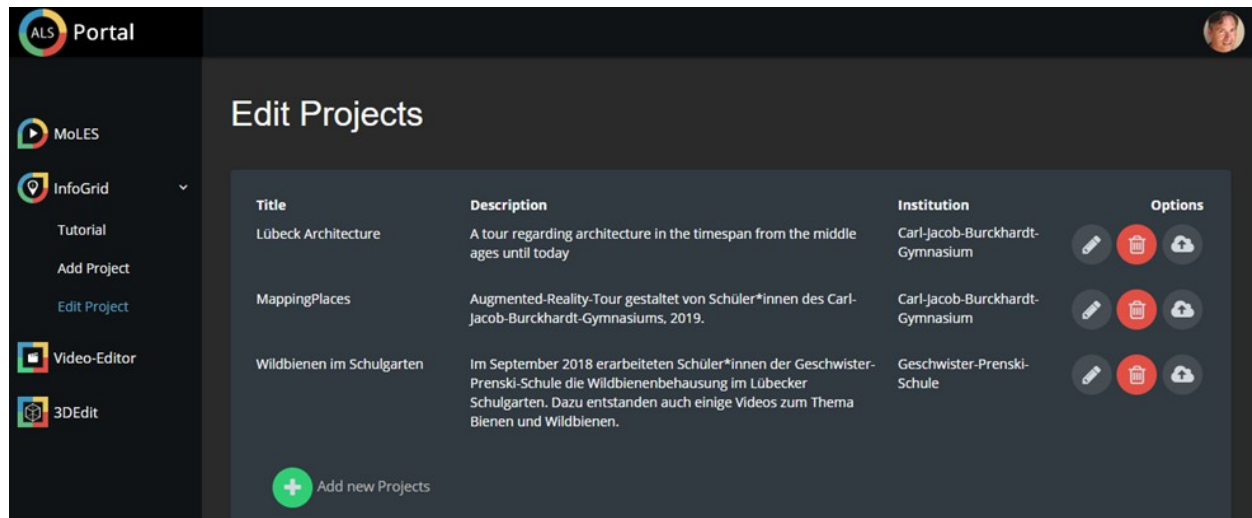 ALS Portal
Edit Projects
MoLES
InfoGrid
Tutorial
Add Project
Edit Project
Video-Editor
3DEdit
Title Description Institution Options
Lübeck Architecture
A tour regarding architecture in the timespan from the middle
ages until today
Carl-Jacob-Burckhardt-
Gymnasium
MappingPlaces
Augmented-Reality-Tour gestaltet von Schüler*innen des Carl-
Jacob-Burckhardt-Gymnasiums, 2019.
Carl-Jacob-Burckhardt-
Gymnasium
Wildbienen im Schulgarten
Im September 2018 erarbeiteten Schüler*innen der Geschwister-
Prenski-Schule die Wildbienenbehausung im Lübecker
Schulgarten. Dazu entstanden auch einige Videos zum Thema
Bienen und Wildbienen.
Geschwister-Prenski-
Schule
Add new Projects